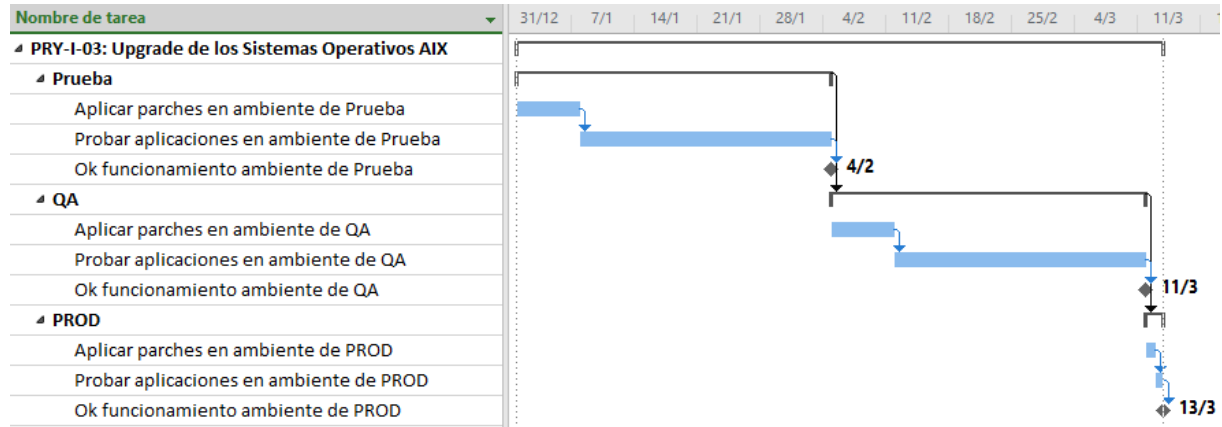 Nombre de tarea 31/12 7/1 14/1 21/1 28/1 4/2 11/2 18/2 25/2 4/3 11/3
PRY-I-03: Upgrade de los Sistemas Operativos AIX
Prueba
Aplicar parches en ambiente de Prueba
Probar aplicaciones en ambiente de Prueba
Ok funcionamiento ambiente de Prueba 4/2
QA
Aplicar parches en ambiente de QA
Probar aplicaciones en ambiente de QA
Ok funcionamiento ambiente de QA 11/3
PROD
Aplicar parches en ambiente de PROD
Probar aplicaciones en ambiente de PROD
Ok funcionamiento ambiente de PROD 13/3